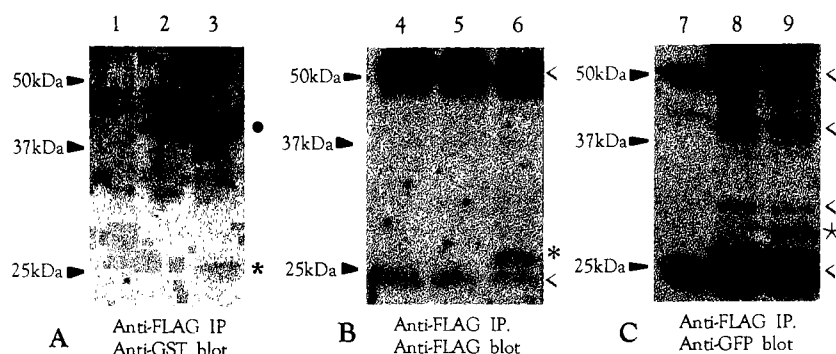 1 2 3 4 5 6 7 8 9
50kDa 50kDa < 50kDa <
●
<
37kDa 37kDa 37kDa
<
*
*
25kDa * 25kDa < 25kDa <
A Anti-FLAG IP B Anti-FLAG IP. C Anti-FLAG IP.
Anti-GST blot Anti-FLAG blot Anti-GFP blot